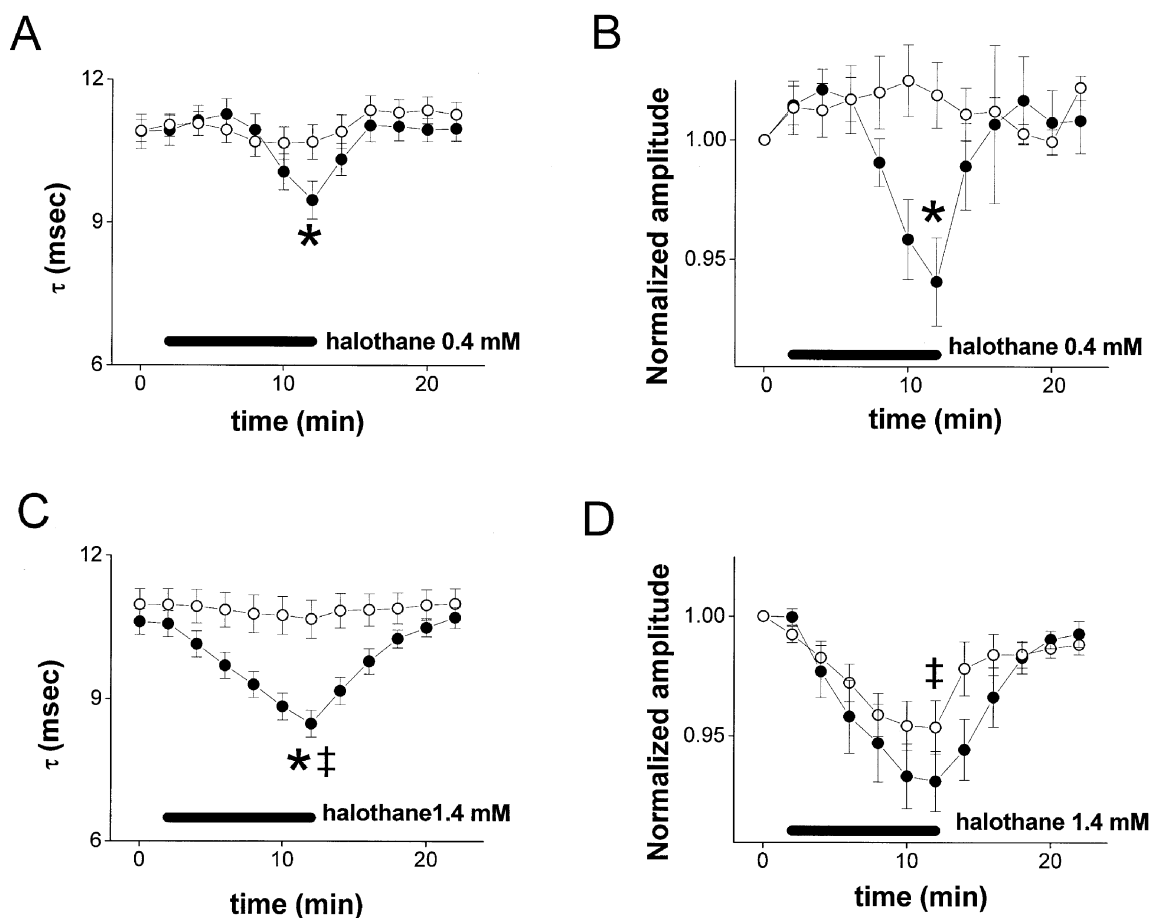 A
12
9
6
τ (msec)
*
halothane 0.4 mM
0
10
20
time (min)
B
1.00
0.95
Normalized amplitude
*
halothane 0.4 mM
0
10
20
time (min)
C
12
9
6
τ (msec)
* ‡
halothane1.4 mM
0
10
20
time (min)
D
1.00
0.95
Normalized amplitude
‡
halothane 1.4 mM
0
10
20
time (min)